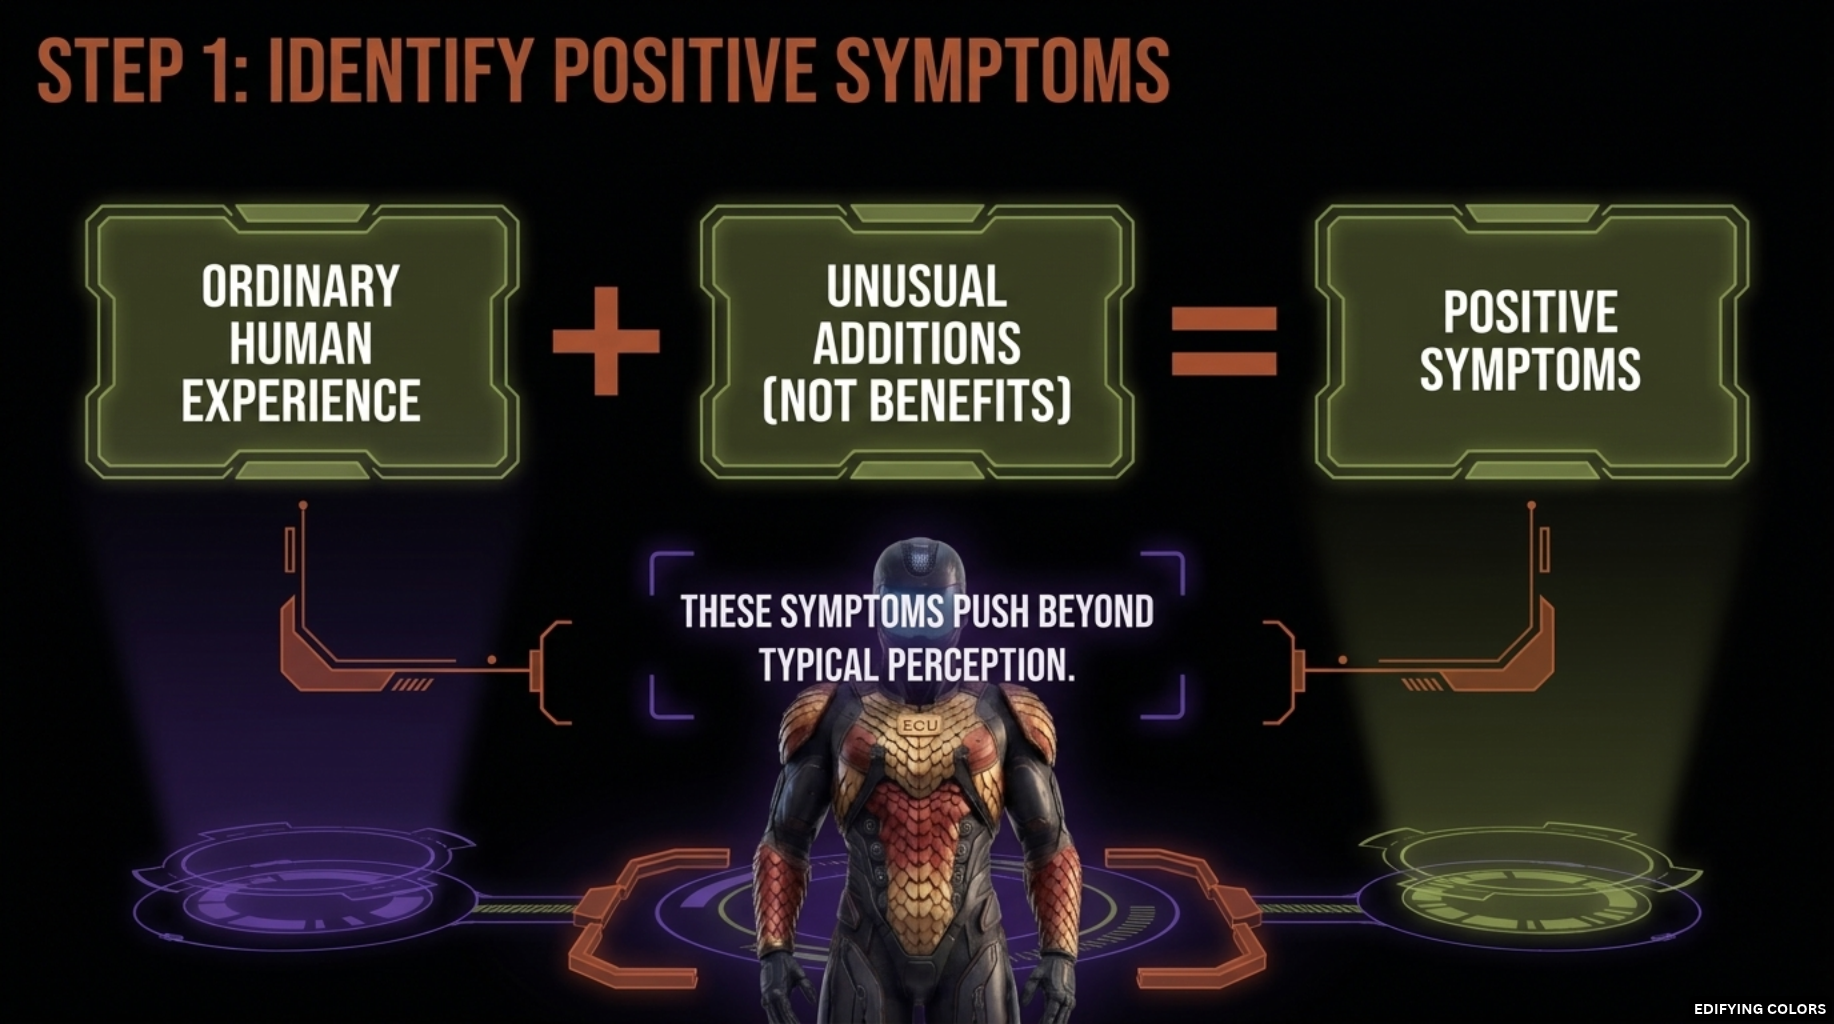 STEP 1: IDENTIFY POSITIVE SYMPTOMS
ORDINARY
HUMAN
EXPERIENCE
+
UNUSUAL
ADDITIONS
(NOT BENEFITS)
=
POSITIVE
SYMPTOMS
THESE SYMPTOMS PUSH BEYOND
TYPICAL PERCEPTION.
ECU
EDIFYING COLORS